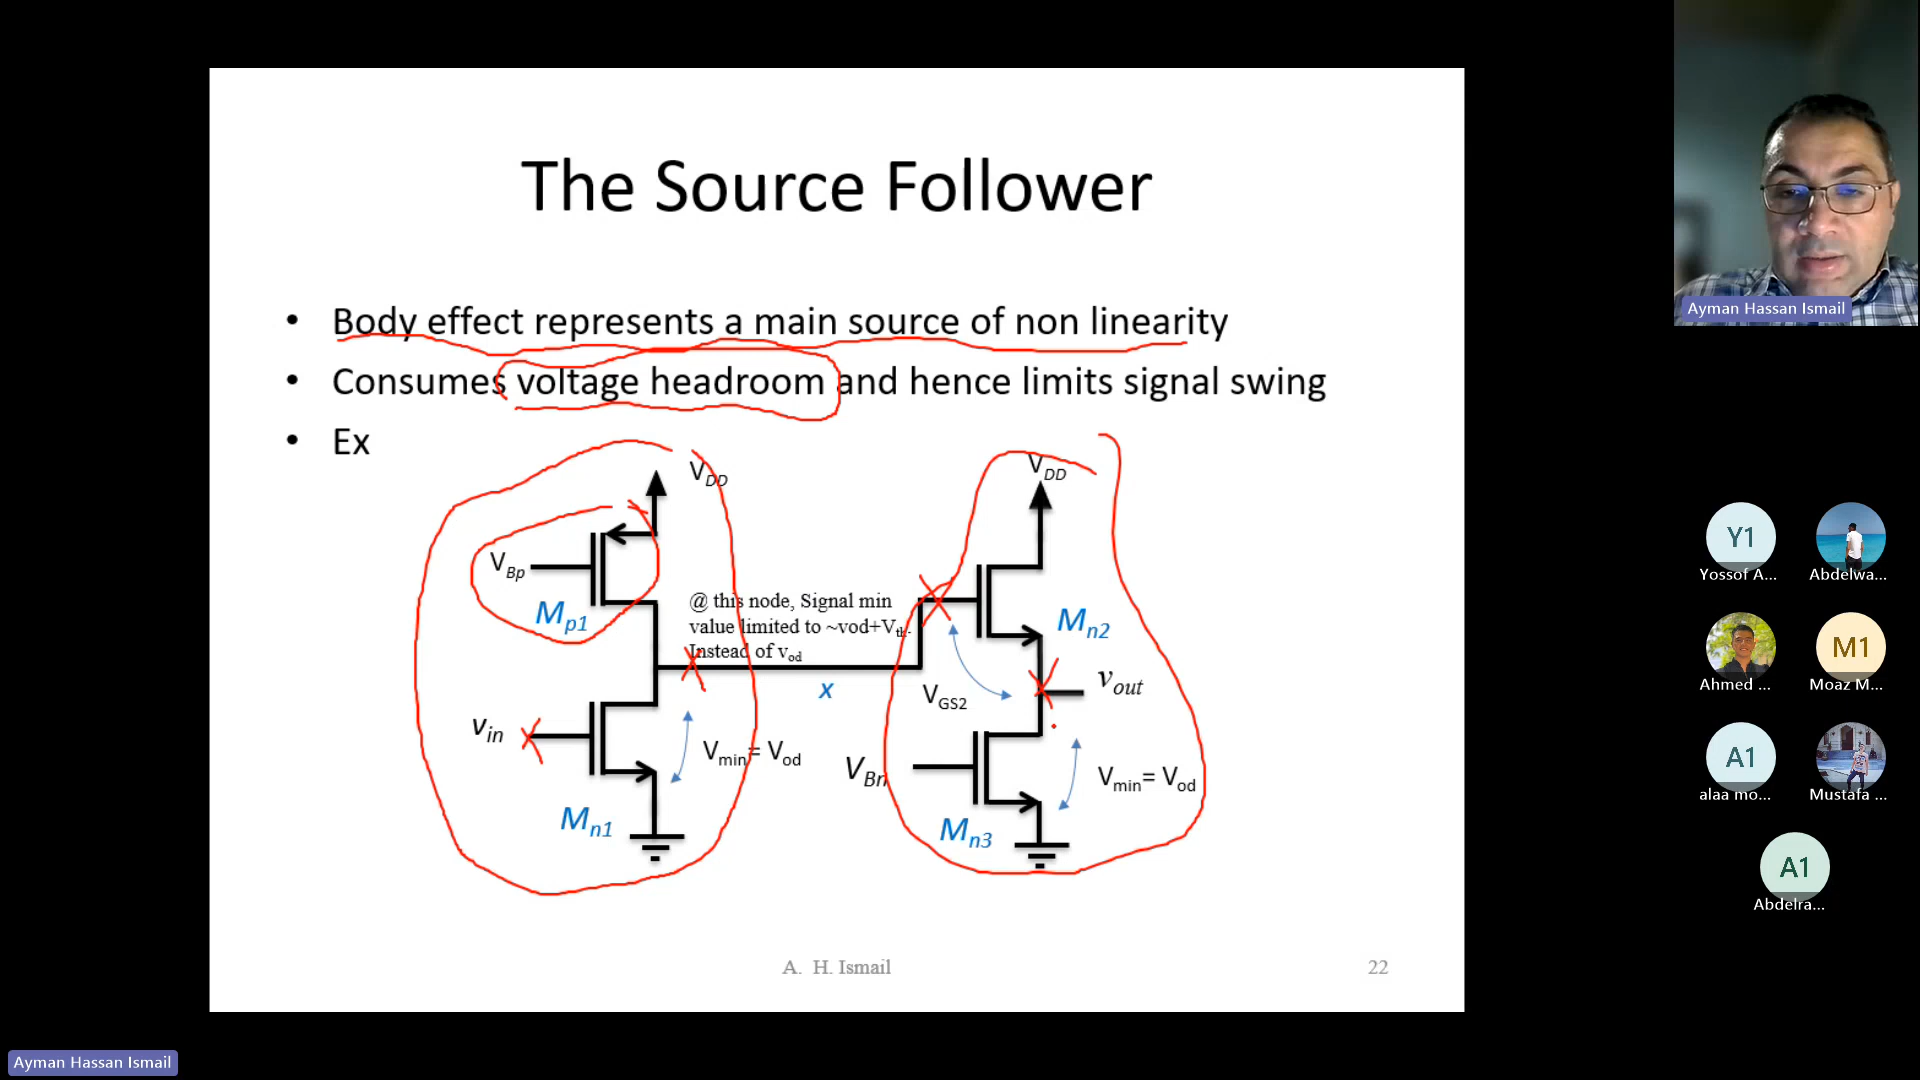 The Source Follower
• Body effect represents a main source of non linearity
• Consumes voltage headroom and hence limits signal swing
• Ex
VDD
VDD
VBp
Mp1
@ this node, Signal min
value limited to ~vod+Vth.
Instead of vod
Mn2
x
VGS2
vout
vin
Vmin= Vod
VBn
Vmin= Vod
Mn1
Mn3
A. H. Ismail
22
Ayman Hassan Ismail
Y1
Yossof A...
Abdelwa...
Ahmed ...
M1
Moaz M...
A1
alaa mo...
Mustafa ...
A1
Abdelra...
Ayman Hassan Ismail